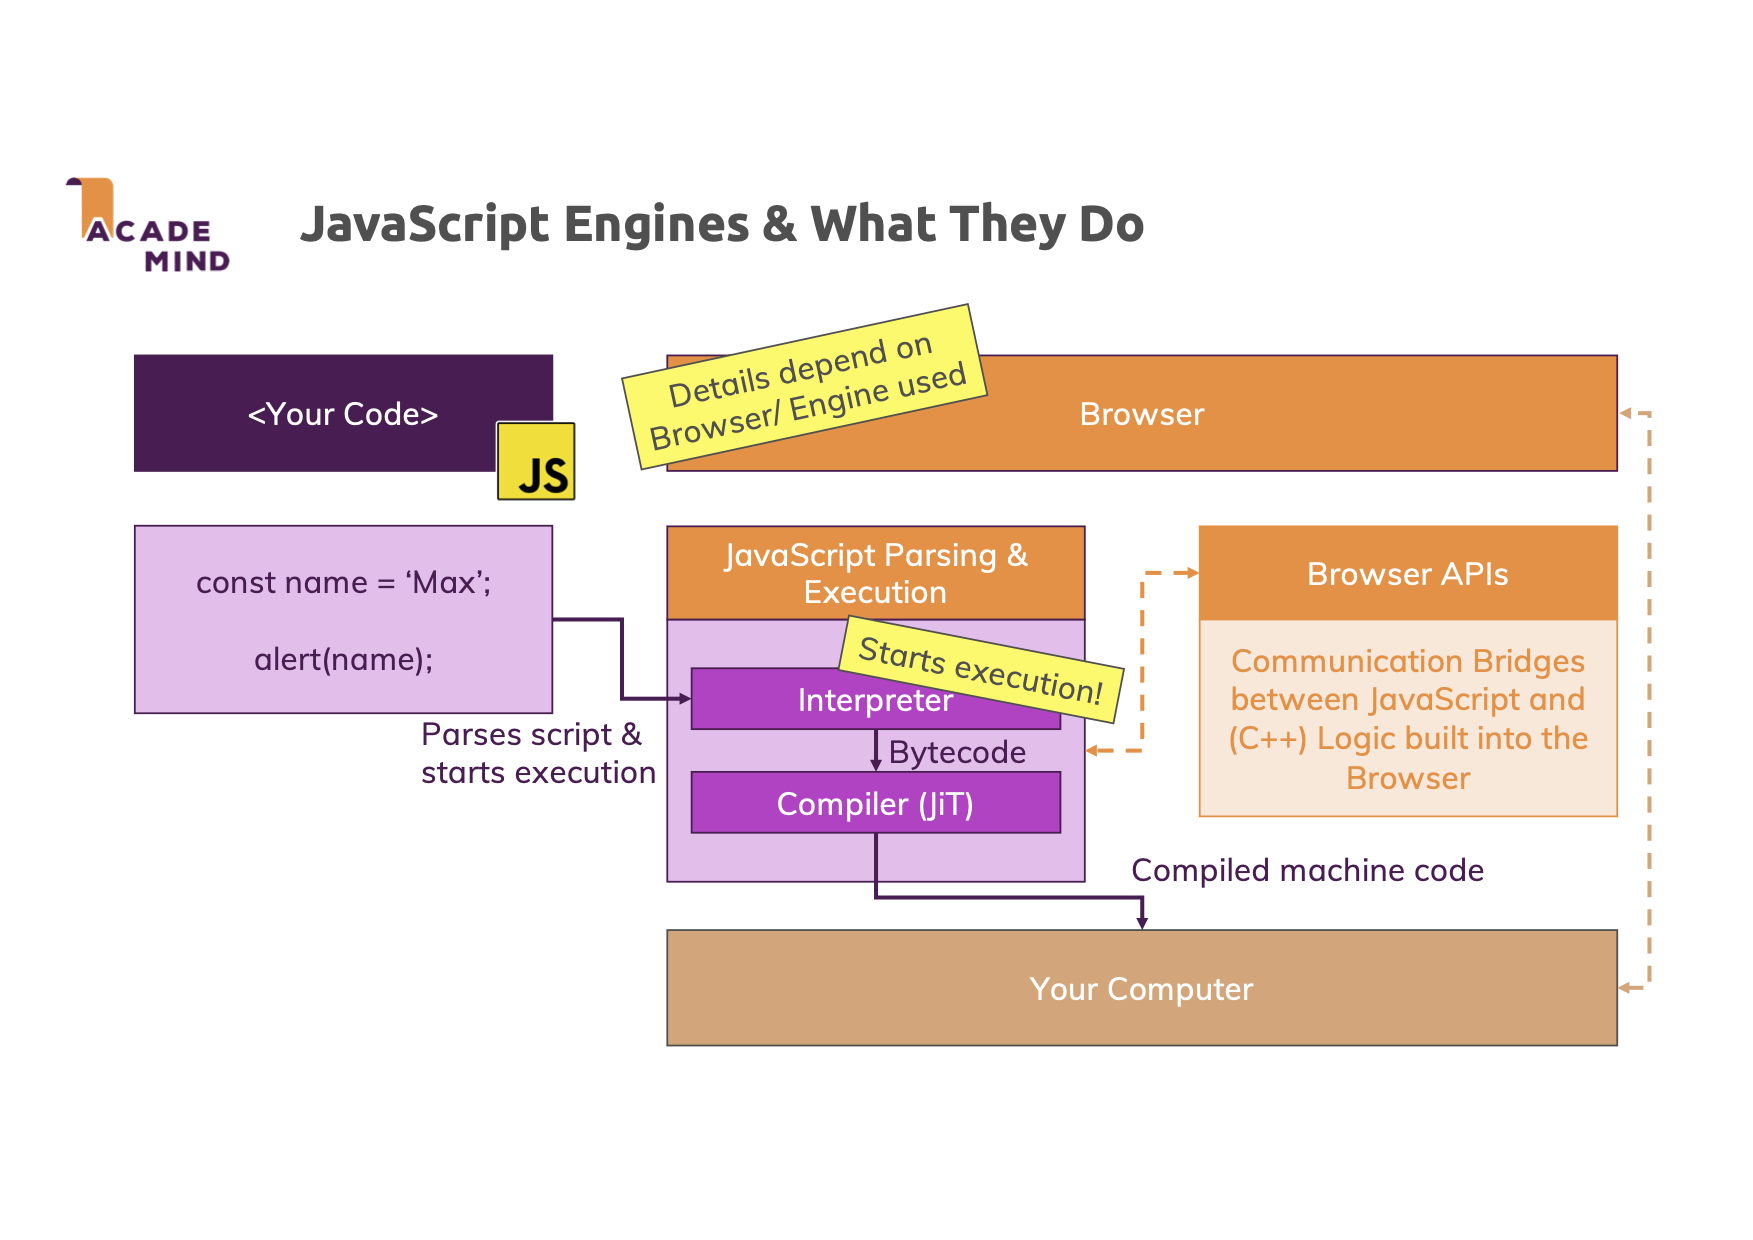 ACADE
MIND
JavaScript Engines & What They Do
<Your Code>
JS
Details depend on
Browser/ Engine used
Browser
const name = ‘Max’;
alert(name);
Parses script &
starts execution
JavaScript Parsing &
Execution
Starts execution!
Interpreter
Bytecode
Compiler (JiT)
Browser APIs
Communication Bridges
between JavaScript and
(C++) Logic built into the
Browser
Compiled machine code
Your Computer